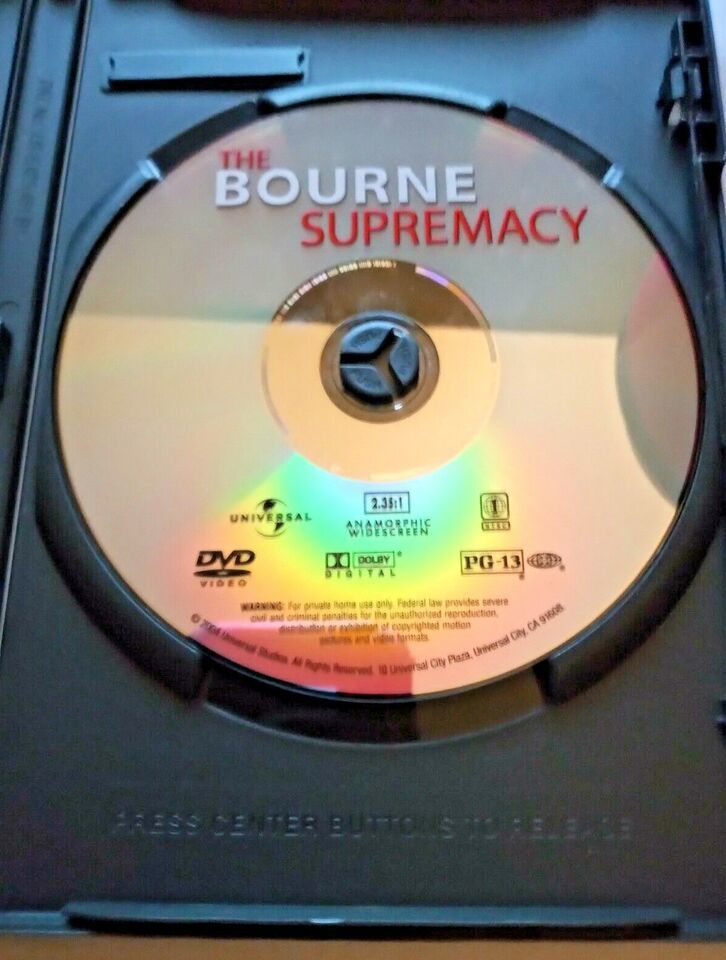 THE
BOURNE
SUPREMACY
UNIVERSAL
2.35:1
ANAMORPHIC
WIDESCREEN
1
DVD
VIDEO
DOLBY
DIGITAL
PG-13
WARNING: For private home use only. Federal law provides severe
civil and criminal penalties for the unauthorized reproduction,
distribution or exhibition of copyrighted motion
pictures and video formats.
© 2004 Universal Studios. All Rights Reserved. 10 Universal City Plaza, Universal City, CA 91608.
PRESS CENTER BUTTONS TO RELEASE